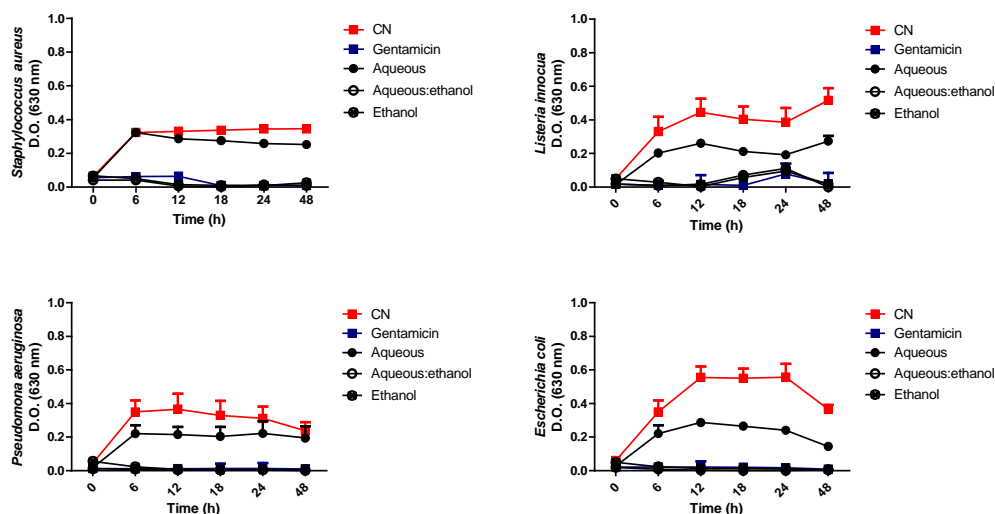 Staphylococcus aureus
D.O. (630 nm)
1.0
0.8
0.6
0.4
0.2
0.0
0
6
12
18
24
48
Time (h)
CN
Gentamicin
Aqueous
Aqueous:ethanol
Ethanol
Listeria innocua
D.O. (630 nm)
1.0
0.8
0.6
0.4
0.2
0.0
0
6
12
18
24
48
Time (h)
CN
Gentamicin
Aqueous
Aqueous:ethanol
Ethanol
Pseudomona aeruginosa
D.O. (630 nm)
1.0
0.8
0.6
0.4
0.2
0.0
0
6
12
18
24
48
Time (h)
CN
Gentamicin
Aqueous
Aqueous:ethanol
Ethanol
Escherichia coli
D.O. (630 nm)
1.0
0.8
0.6
0.4
0.2
0.0
0
6
12
18
24
48
Time (h)
CN
Gentamicin
Aqueous
Aqueous:ethanol
Ethanol